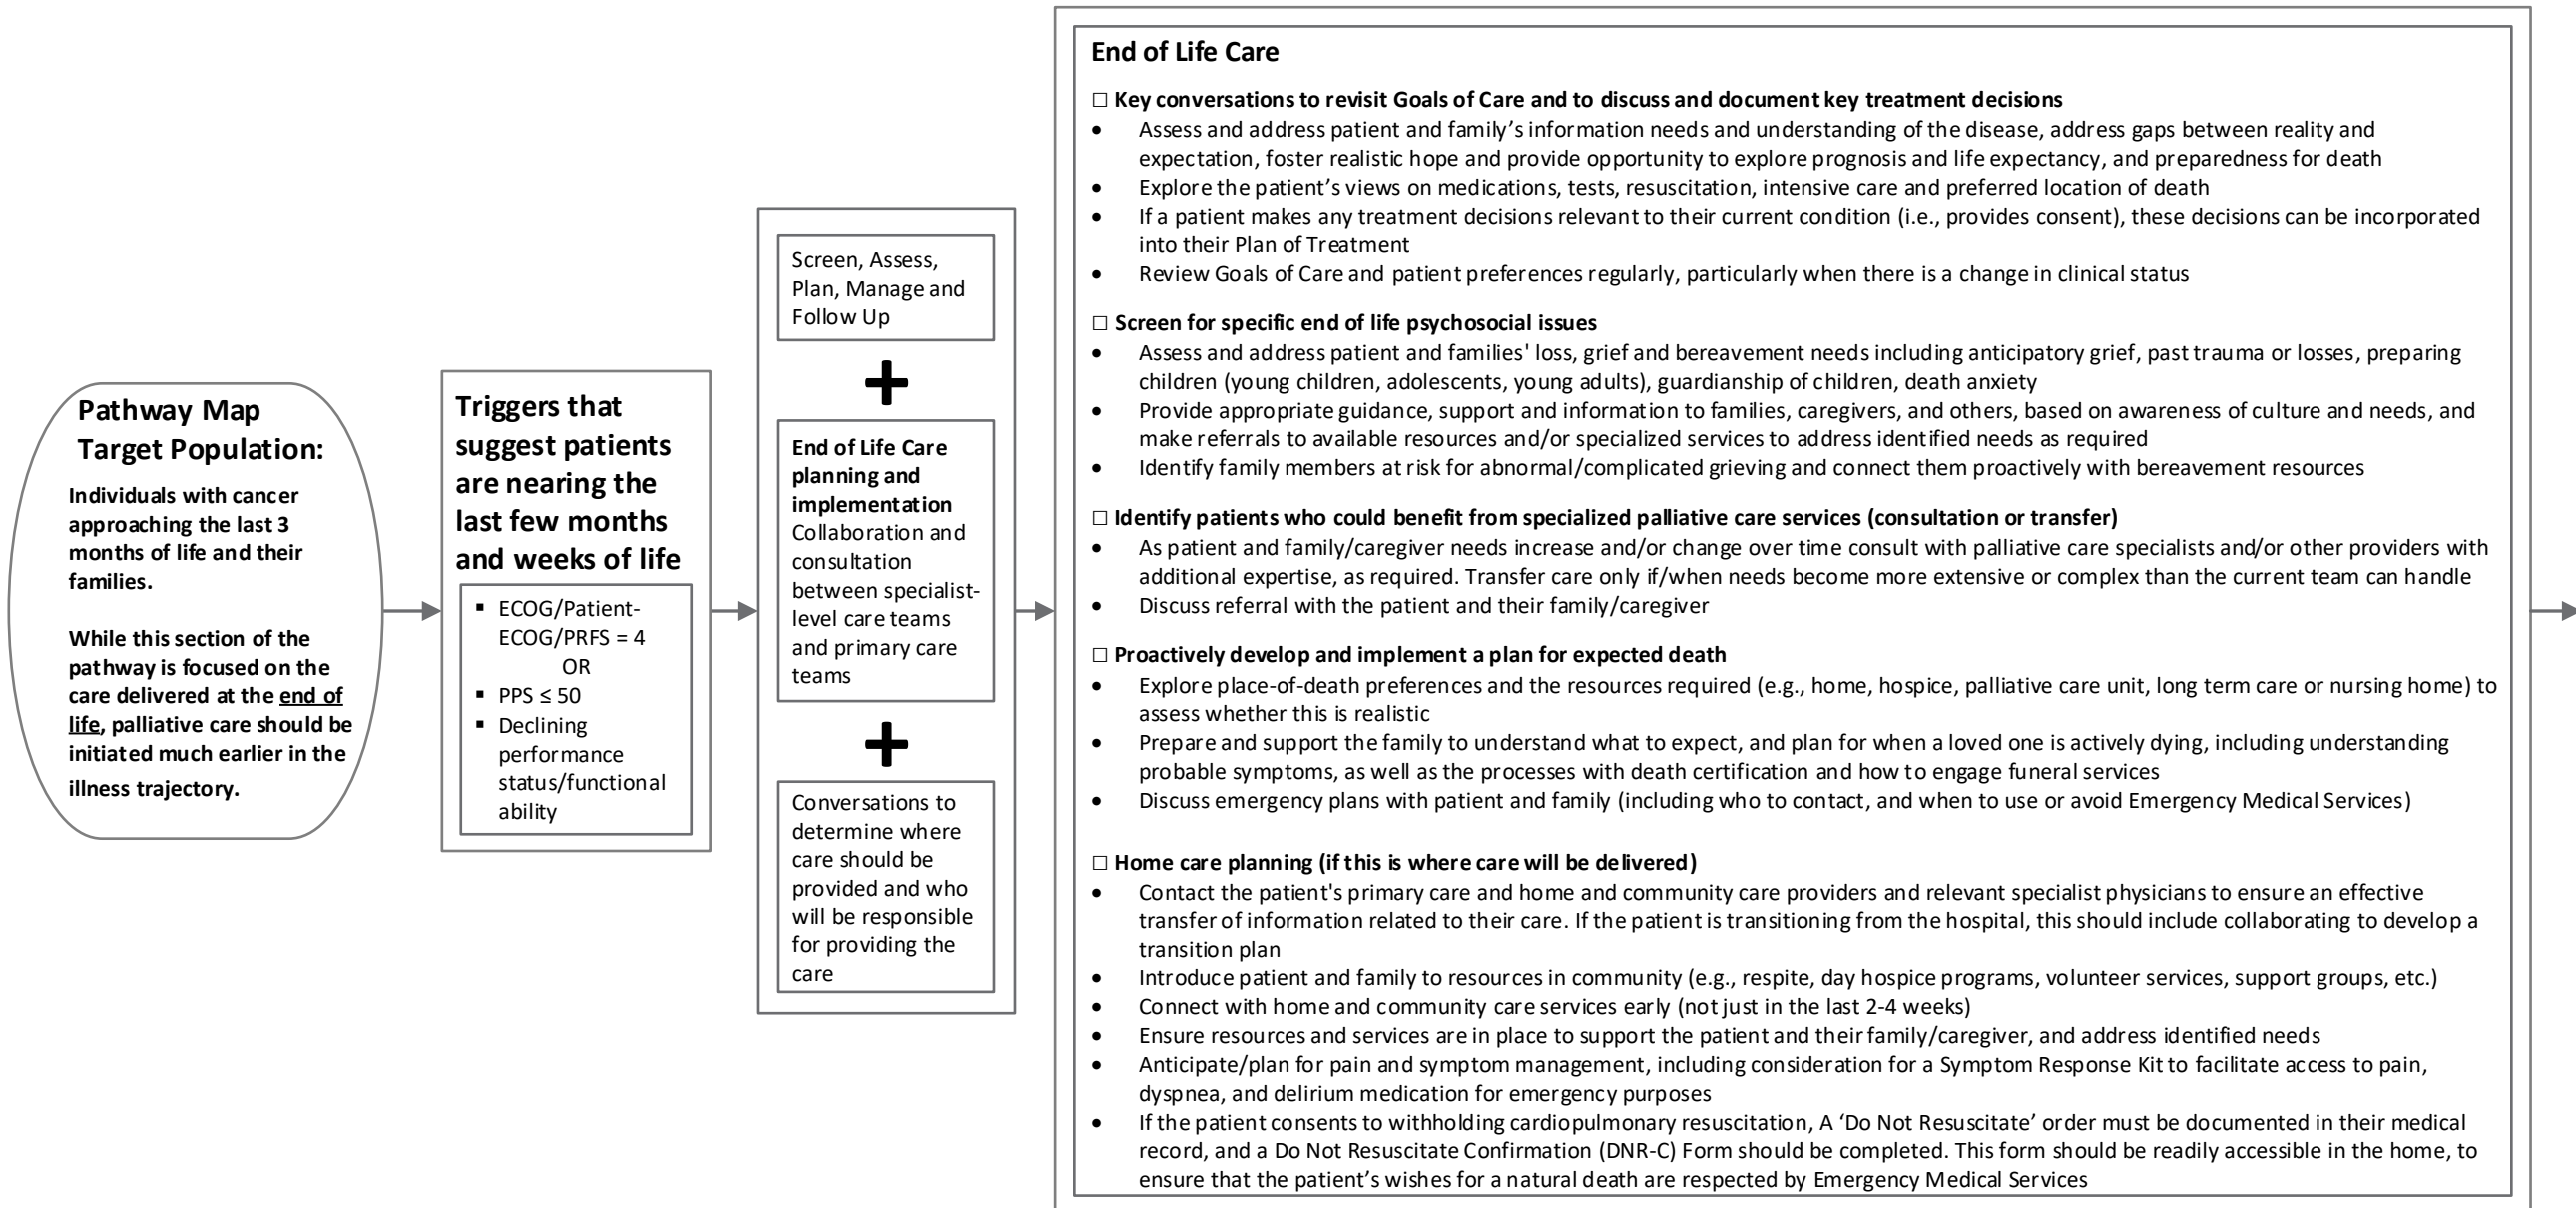 Pathway Map
Target Population:
Individuals with cancer
approaching the last 3
months of life and their
families.
While this section of the
pathway is focused on the
care delivered at the end of
life, palliative care should be
initiated much earlier in the
illness trajectory.
Triggers that
suggest patients
are nearing the
last few months
and weeks of life
▪ ECOG/Patient-
ECOG/PRFS = 4
OR
▪ PPS ≤ 50
▪ Declining
performance
status/functional
ability
Screen, Assess,
Plan, Manage and
Follow Up
+
End of Life Care
planning and
implementation
Collaboration and
consultation
between specialist-
level care teams
and primary care
teams
+
Conversations to
determine where
care should be
provided and who
will be responsible
for providing the
care
End of Life Care
□ Key conversations to revisit Goals of Care and to discuss and document key treatment decisions
• Assess and address patient and family’s information needs and understanding of the disease, address gaps between reality and
expectation, foster realistic hope and provide opportunity to explore prognosis and life expectancy, and preparedness for death
• Explore the patient’s views on medications, tests, resuscitation, intensive care and preferred location of death
• If a patient makes any treatment decisions relevant to their current condition (i.e., provides consent), these decisions can be incorporated
into their Plan of Treatment
• Review Goals of Care and patient preferences regularly, particularly when there is a change in clinical status
□ Screen for specific end of life psychosocial issues
• Assess and address patient and families' loss, grief and bereavement needs including anticipatory grief, past trauma or losses, preparing
children (young children, adolescents, young adults), guardianship of children, death anxiety
• Provide appropriate guidance, support and information to families, caregivers, and others, based on awareness of culture and needs, and
make referrals to available resources and/or specialized services to address identified needs as required
• Identify family members at risk for abnormal/complicated grieving and connect them proactively with bereavement resources
□ Identify patients who could benefit from specialized palliative care services (consultation or transfer)
• As patient and family/caregiver needs increase and/or change over time consult with palliative care specialists and/or other providers with
additional expertise, as required. Transfer care only if/when needs become more extensive or complex than the current team can handle
• Discuss referral with the patient and their family/caregiver
□ Proactively develop and implement a plan for expected death
• Explore place-of-death preferences and the resources required (e.g., home, hospice, palliative care unit, long term care or nursing home) to
assess whether this is realistic
• Prepare and support the family to understand what to expect, and plan for when a loved one is actively dying, including understanding
probable symptoms, as well as the processes with death certification and how to engage funeral services
• Discuss emergency plans with patient and family (including who to contact, and when to use or avoid Emergency Medical Services)
□ Home care planning (if this is where care will be delivered)
• Contact the patient's primary care and home and community care providers and relevant specialist physicians to ensure an effective
transfer of information related to their care. If the patient is transitioning from the hospital, this should include collaborating to develop a
transition plan
• Introduce patient and family to resources in community (e.g., respite, day hospice programs, volunteer services, support groups, etc.)
• Connect with home and community care services early (not just in the last 2-4 weeks)
• Ensure resources and services are in place to support the patient and their family/caregiver, and address identified needs
• Anticipate/plan for pain and symptom management, including consideration for a Symptom Response Kit to facilitate access to pain,
dyspnea, and delirium medication for emergency purposes
• If the patient consents to withholding cardiopulmonary resuscitation, A ‘Do Not Resuscitate’ order must be documented in their medical
record, and a Do Not Resuscitate Confirmation (DNR-C) Form should be completed. This form should be readily accessible in the home, to
ensure that the patient’s wishes for a natural death are respected by Emergency Medical Services